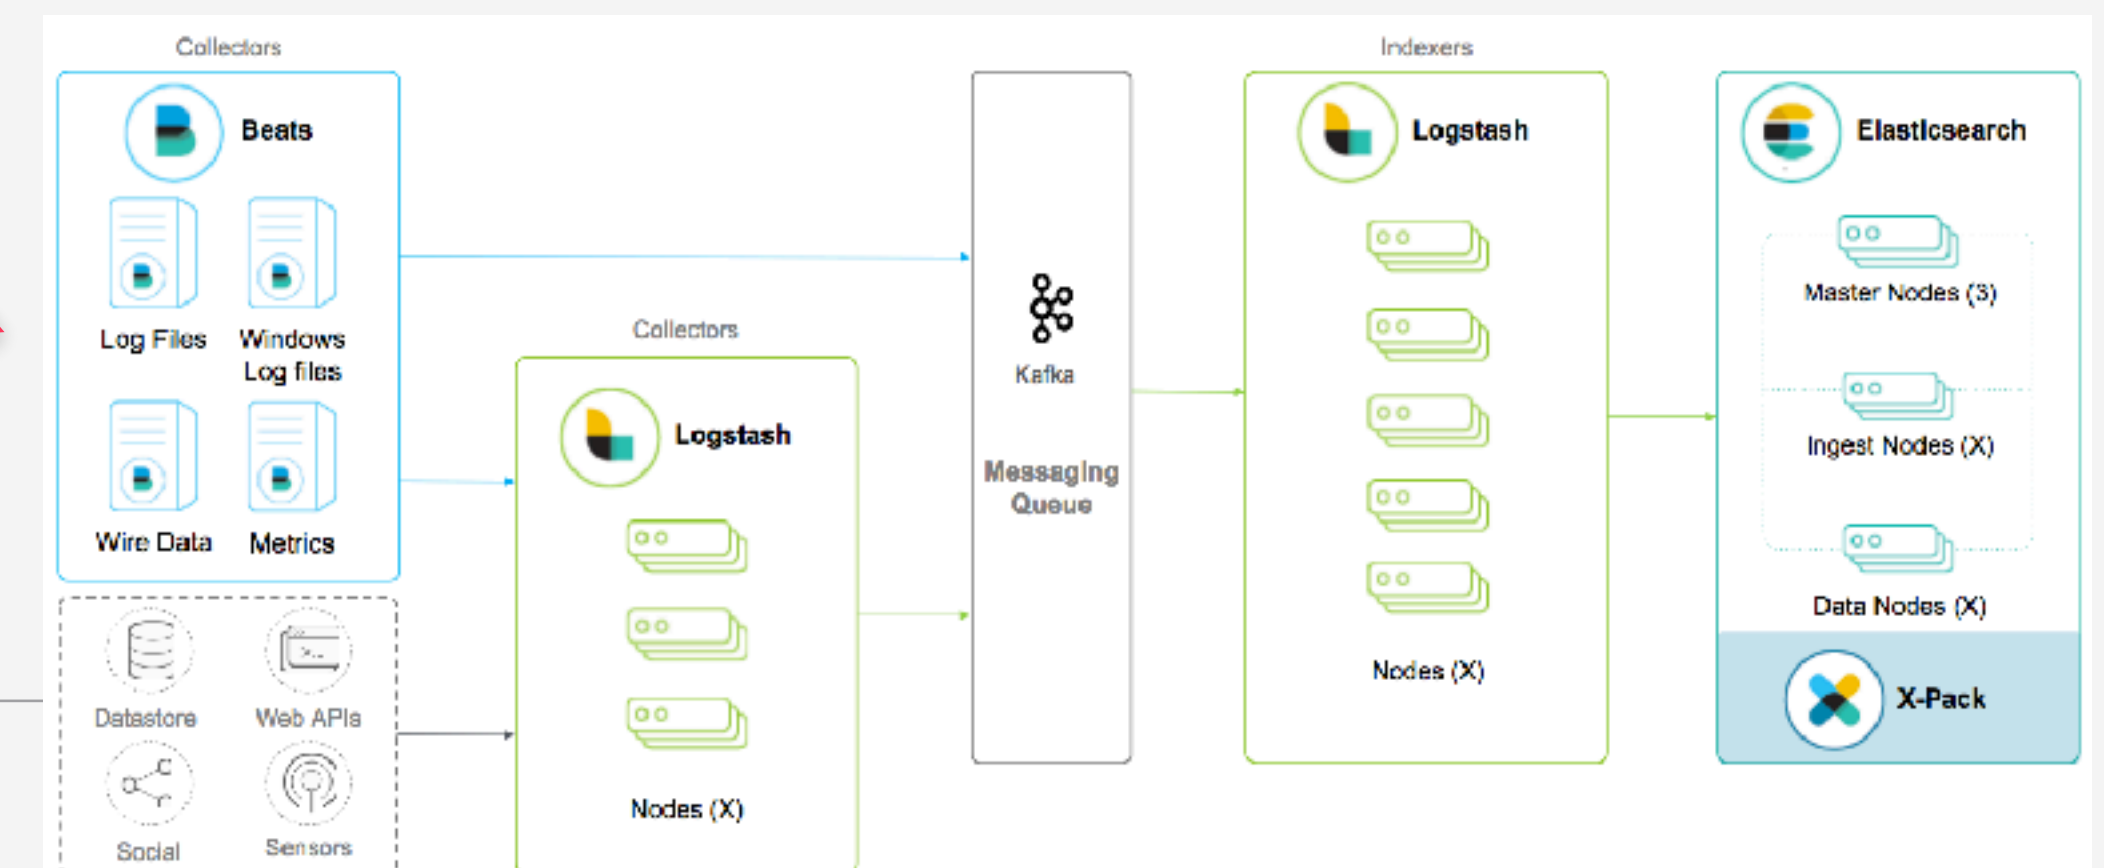 Collectors
Beats
Log Files
Windows
Log files
Wire Data
Metrics
Datastore
Web APIs
Social
Sensors
Collectors
Logstash
Nodes (X)
Kafka
Messaging
Queue
Indexers
Logstash
Nodes (X)
Elasticsearch
Master Nodes (3)
Ingest Nodes (X)
Data Nodes (X)
X-Pack